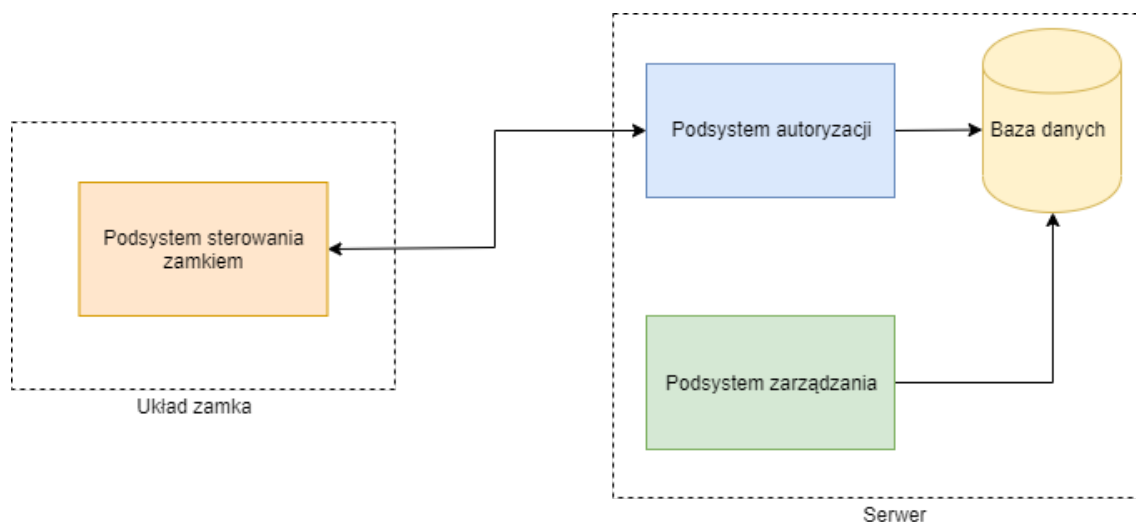 Podsystem autoryzacji
Baza danych
Podsystem sterowania
zamkiem
Podsystem zarządzania
Układ zamka
Serwer